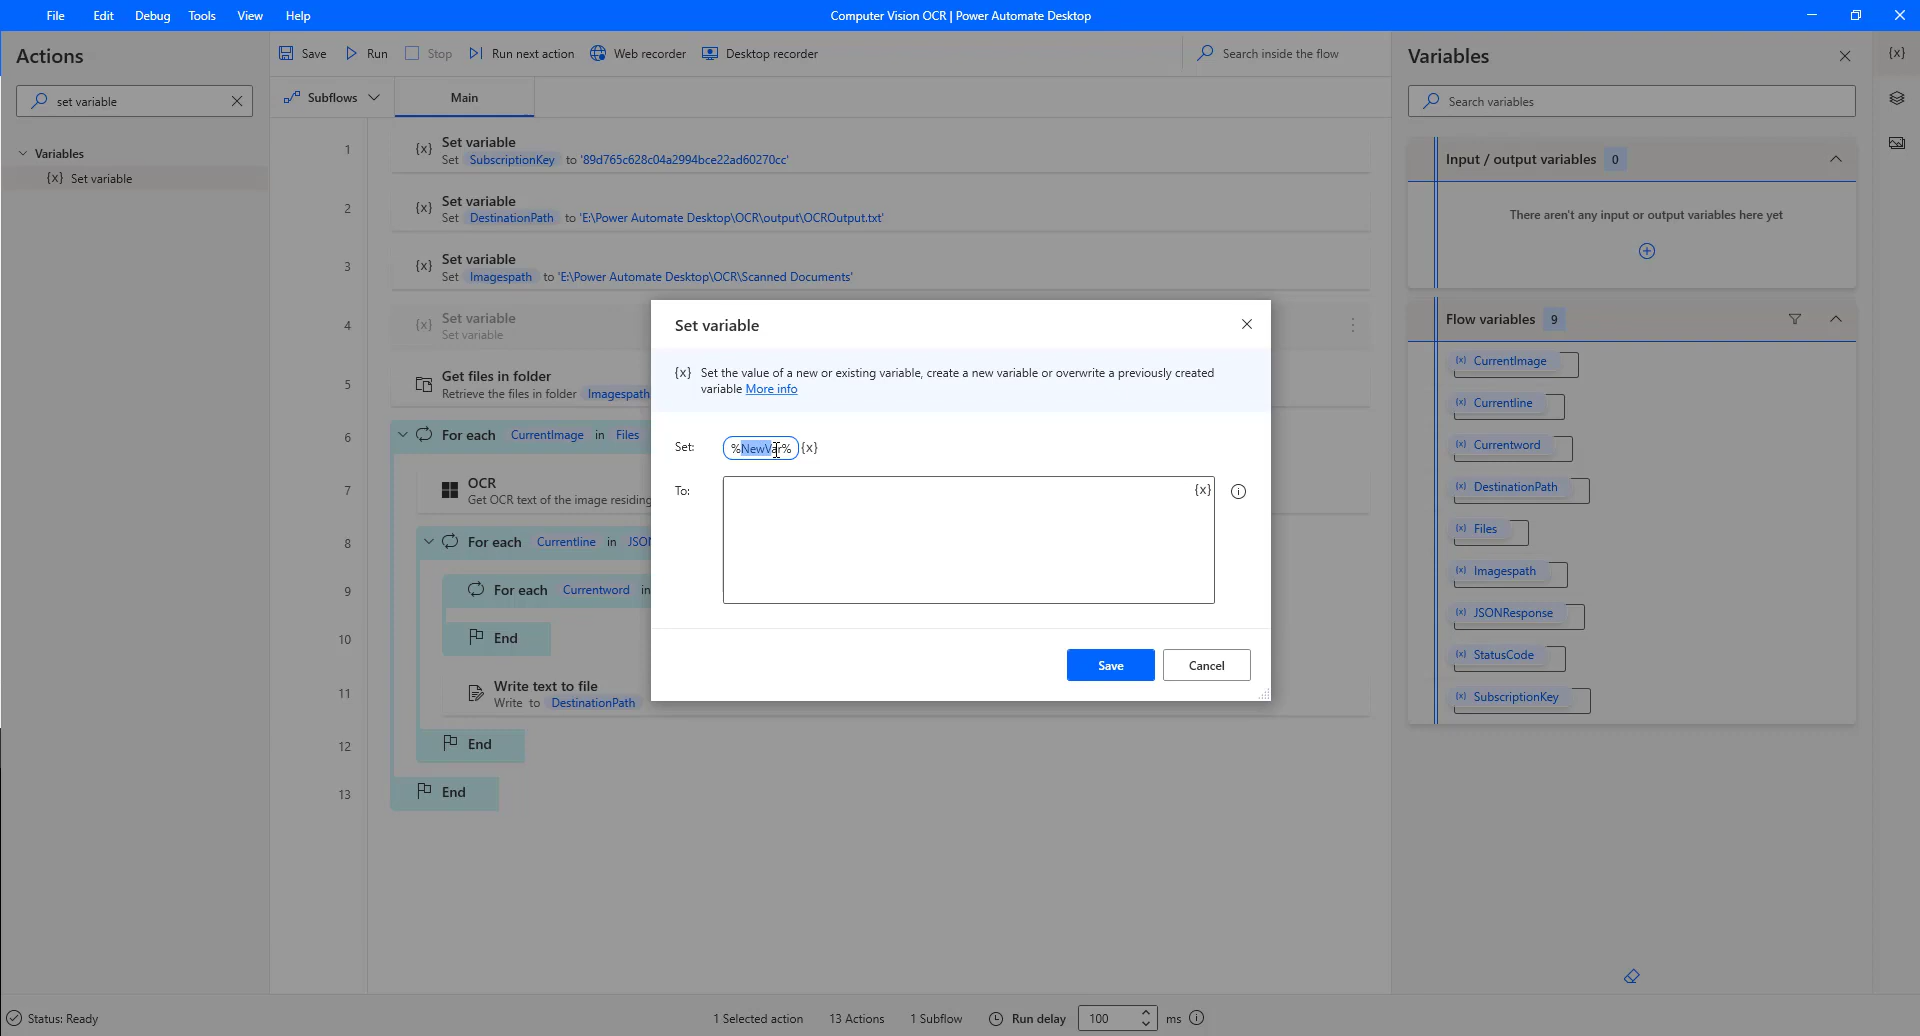 File Edit Debug Tools View Help
Computer Vision OCR | Power Automate Desktop
Actions
set variable
Variables
{x} Set variable
Save Run Stop Run next action Web recorder Desktop recorder
Search inside the flow
Subflows Main
1
{x} Set variable
Set SubscriptionKey to '89d765c628c04a2994bce22ad60270cc'
2
{x} Set variable
Set DestinationPath to 'E:\Power Automate Desktop\OCR\output\OCROutput.txt'
3
{x} Set variable
Set Imagespath to 'E:\Power Automate Desktop\OCR\Scanned Documents'
4
{x} Set variable
Set variable
5
Get files in folder
Retrieve the files in folder Imagespath
6
For each CurrentImage in Files
7
OCR
Get OCR text of the image residing
8
For each Currentline in JSON
9
For each Currentword in
10
End
11
Write text to file
Write to DestinationPath
12
End
13
End
Set variable
{x} Set the value of a new or existing variable, create a new variable or overwrite a previously created
variable More info
Set: %NewVar% {x}
To: {x}
Save Cancel
Variables
{x}
Search variables
Input / output variables 0
There aren't any input or output variables here yet
Flow variables 9
(x) CurrentImage
(x) Currentline
(x) Currentword
(x) DestinationPath
(x) Files
(x) Imagespath
(x) JSONResponse
(x) StatusCode
(x) SubscriptionKey
Status: Ready
1 Selected action 13 Actions 1 Subflow Run delay 100 ms